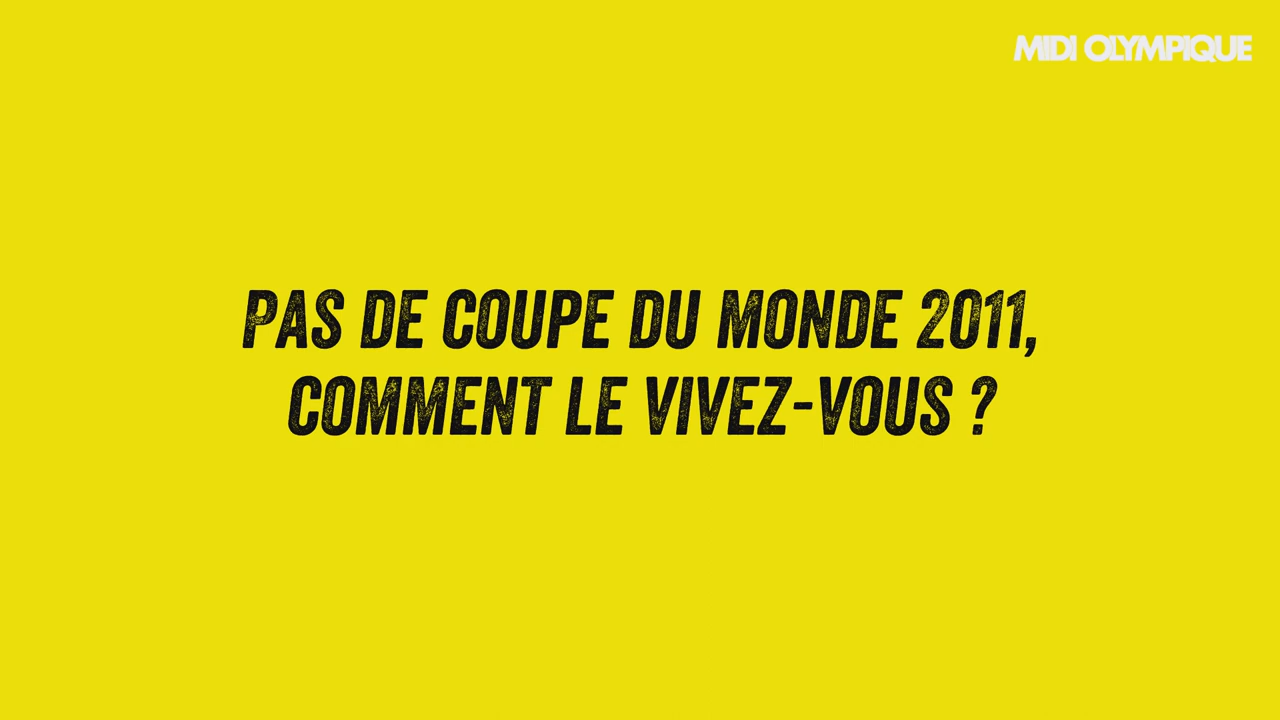 MIDI OLYMPIQUE
PAS DE COUPE DU MONDE 2011,
COMMENT LE VIVEZ-VOUS ?